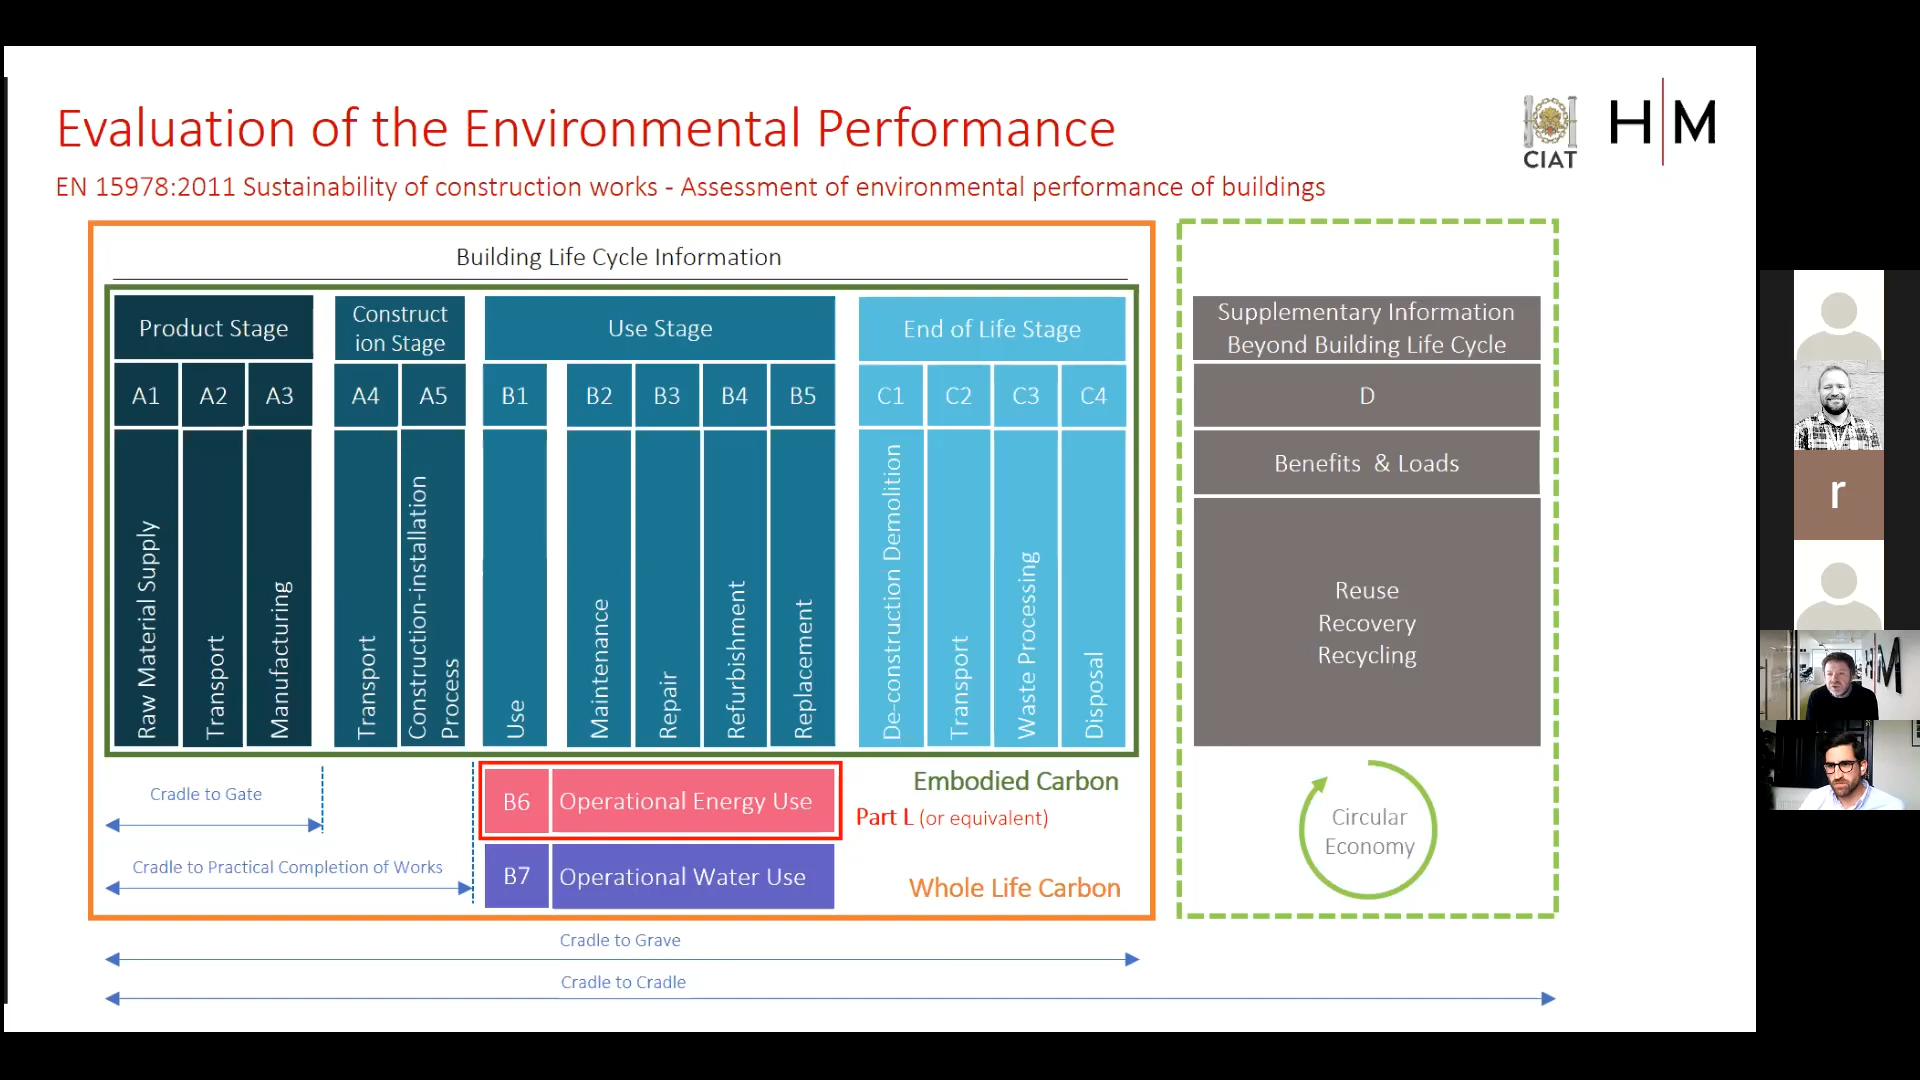 Evaluation of the Environmental Performance
EN 15978:2011 Sustainability of construction works - Assessment of environmental performance of buildings
CIAT
H|M
Building Life Cycle Information
Product Stage
Construct
ion Stage
Use Stage
End of Life Stage
A1
A2
A3
A4
A5
B1
B2
B3
B4
B5
C1
C2
C3
C4
Raw Material Supply
Transport
Manufacturing
Transport
Construction-installation
Process
Use
Maintenance
Repair
Refurbishment
Replacement
De-construction Demolition
Transport
Waste Processing
Disposal
Supplementary Information
Beyond Building Life Cycle
D
Benefits & Loads
Reuse
Recovery
Recycling
Cradle to Gate
Cradle to Practical Completion of Works
B6
Operational Energy Use
B7
Operational Water Use
Embodied Carbon
Part L (or equivalent)
Whole Life Carbon
Circular
Economy
Cradle to Grave
Cradle to Cradle
r
M